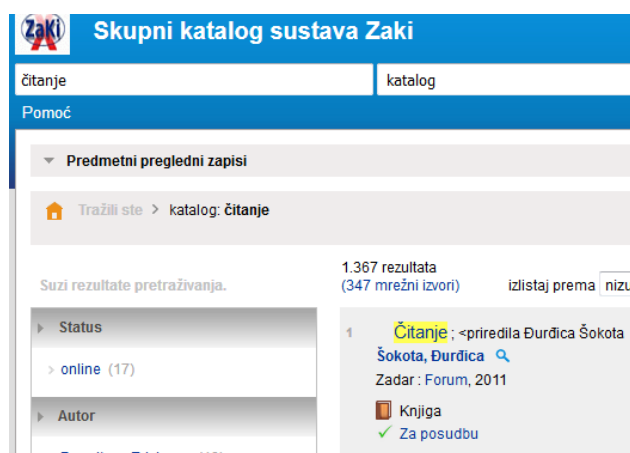 ZaKi
Skupni katalog sustava Zaki
čitanje
katalog
Pomoć
Predmetni pregledni zapisi
Tražili ste > katalog: čitanje
Suzi rezultate pretraživanja.
Status
> online (17)
Autor
1.367 rezultata
(347 mrežni izvori) izlistaj prema nizu
1 Čitanje ; <priredila Đurđica Šokota
Šokota, Đurđica
Zadar : Forum, 2011
Knjiga
Za posudbu